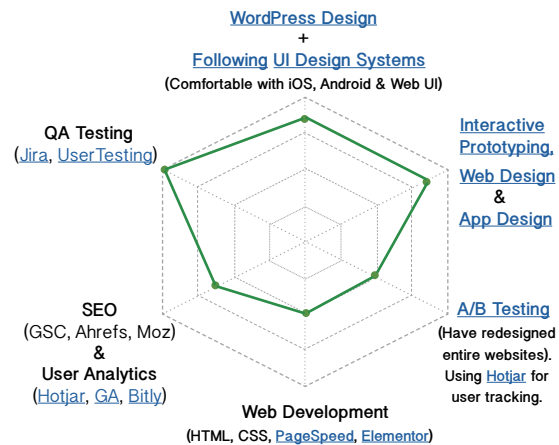 WordPress Design
+
Following UI Design Systems
(Comfortable with iOS, Android & Web UI)
QA Testing
(Jira, UserTesting)
Interactive
Prototyping,
Web Design
&
App Design
SEO
(GSC, Ahrefs, Moz)
&
User Analytics
(Hotjar, GA, Bitly)
A/B Testing
(Have redesigned
entire websites).
Using Hotjar for
user tracking.
Web Development
(HTML, CSS, PageSpeed, Elementor)